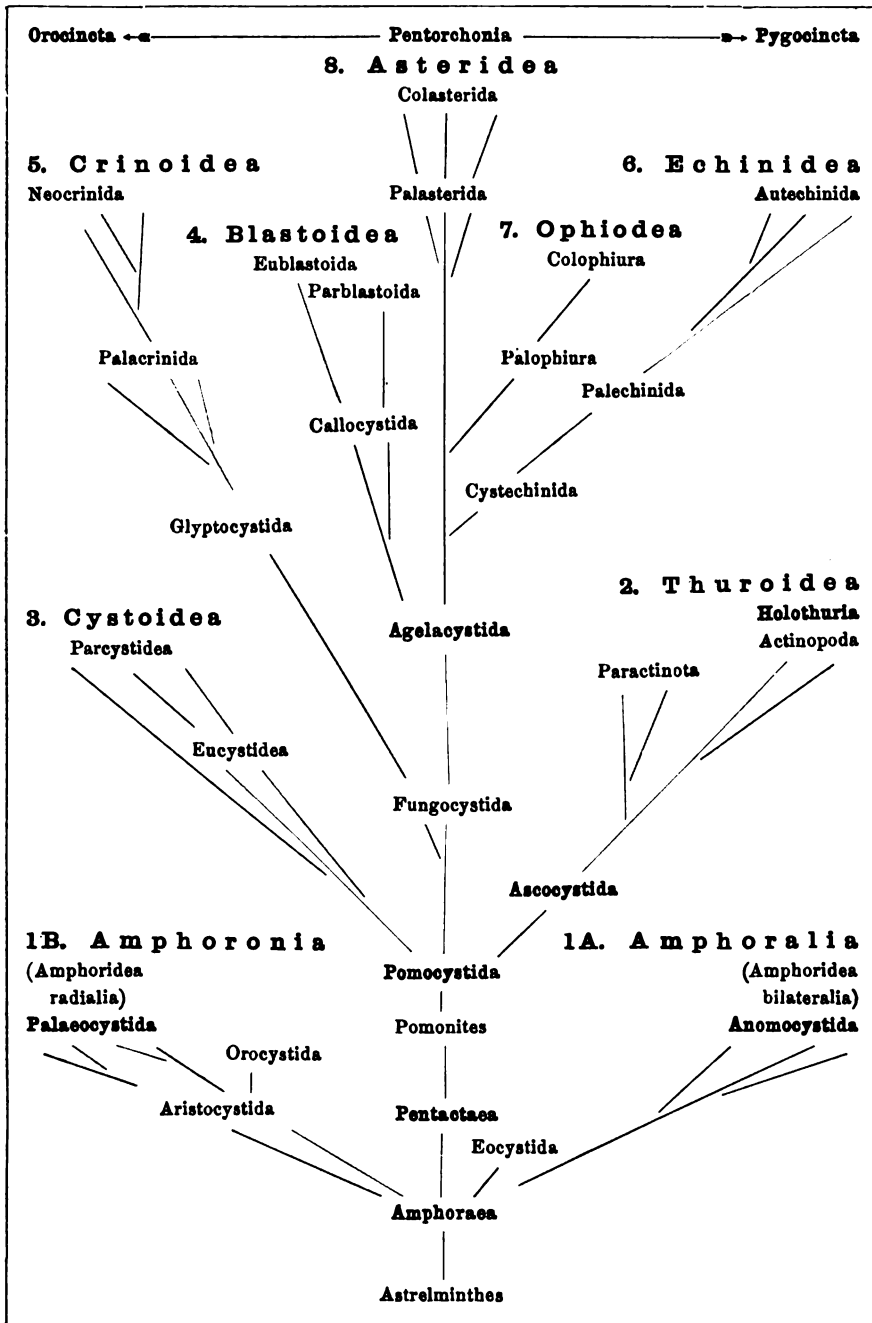 Orocincta ← Pentorchonia → Pygocincta
8. Asteridea
Colasterida
5. Crinoidea
6. Echinidea
Neocrinida
Palasterida
Autechinida
4. Blastoidea
7. Ophiodea
Eublastoida
Colophiura
Parblastoida
Palacrinida
Palophiura
Palechinida
Callocystida
Cystechinida
Glyptocystida
2. Thuroidea
3. Cystoidea
Holothuria
Agelacystida
Actinopoda
Parcystidea
Paractinota
Eucystidea
Fungocystida
Ascocystida
1B. Amphoronia
1A. Amphoralia
(Amphoridea
radialia)
Pomocystida
(Amphoridea
bilateralia)
Palaeocystida
Pomonites
Anomocystida
Orocystida
Aristocystida
Pentactaea
Eocystida
Amphoraea
Astrelminthes